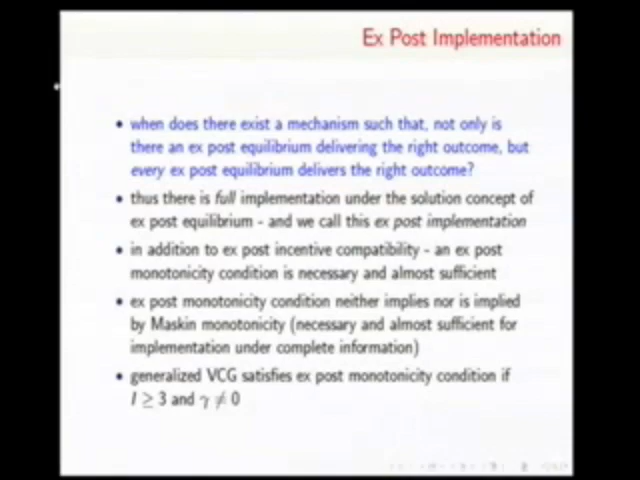 Ex Post Implementation
• when does there exist a mechanism such that, not only is
there an ex post equilibrium delivering the right outcome, but
every ex post equilibrium delivers the right outcome?
• thus there is full implementation under the solution concept of
ex post equilibrium - and we call this ex post implementation
• in addition to ex post incentive compatibility - an ex post
monotonicity condition is necessary and almost sufficient
• ex post monotonicity condition neither implies nor is implied
by Maskin monotonicity (necessary and almost sufficient for
implementation under complete information)
• generalized VCG satisfies ex post monotonicity condition if
I ≥ 3 and γ ≠ 0